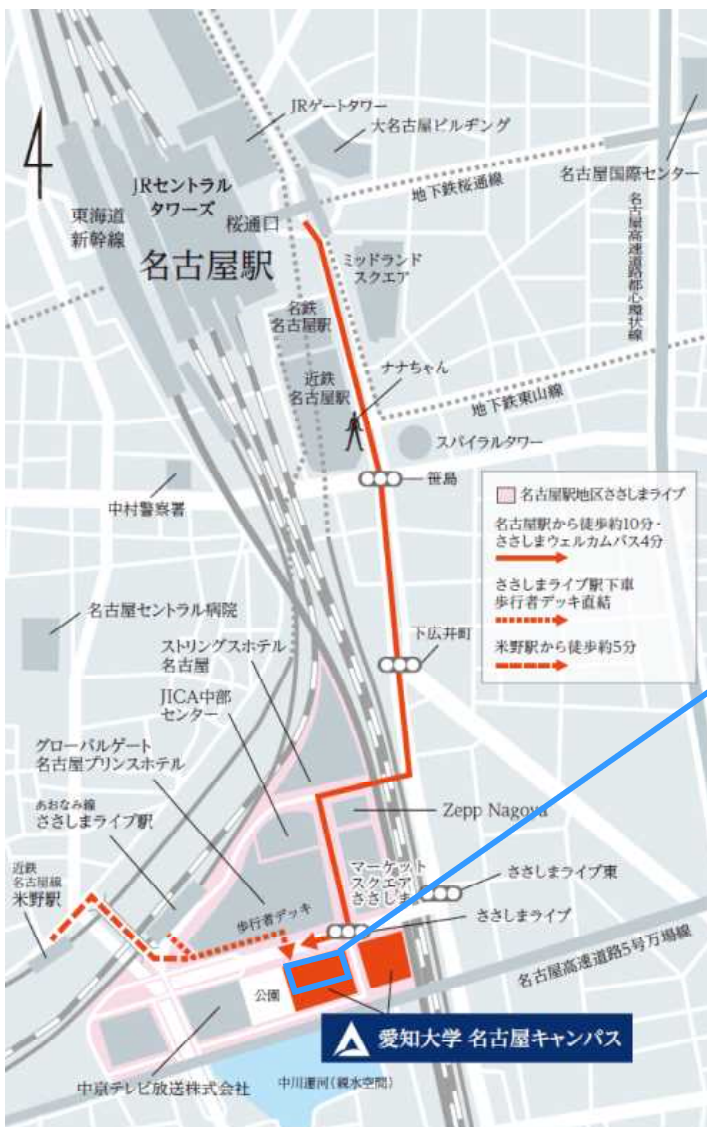 JRゲートタワー
大名古屋ビルヂング
JRセントラル
タワーズ
名古屋国際センター
地下鉄桜通線
東海道
新幹線
桜通口
名古屋高速道路都心環状線
名古屋駅
ミッドランド
スクエア
名鉄
名古屋駅
ナナちゃん
近鉄
名古屋駅
地下鉄東山線
スパイラルタワー
笹島
中村警察署
名古屋駅地区ささしまライブ
名古屋駅から徒歩約10分・
ささしまウェルカムバス4分
ささしまライブ駅下車
歩行者デッキ直結
米野駅から徒歩約5分
名古屋セントラル病院
下広井町
ストリングスホテル
名古屋
JICA中部
センター
グローバルゲート
名古屋プリンスホテル
あおなみ線
ささしまライブ駅
Zepp Nagoya
近鉄
名古屋線
米野駅
マーケット
スクエア
ささしま
ささしまライブ東
歩行者デッキ
ささしまライブ
名古屋高速道路5号万場線
公園
愛知大学 名古屋キャンパス
中京テレビ放送株式会社
中川運河(親水空間)